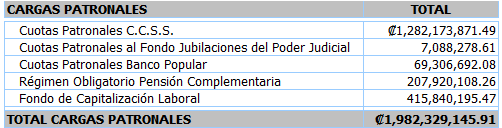 CARGAS PATRONALES TOTAL
Cuotas Patronales C.C.S.S. ₡1,282,173,871.49
Cuotas Patronales al Fondo Jubilaciones del Poder Judicial 7,088,278.61
Cuotas Patronales Banco Popular 69,306,692.08
Régimen Obligatorio Pensión Complementaria 207,920,108.26
Fondo de Capitalización Laboral 415,840,195.47
TOTAL CARGAS PATRONALES ₡1,982,329,145.91